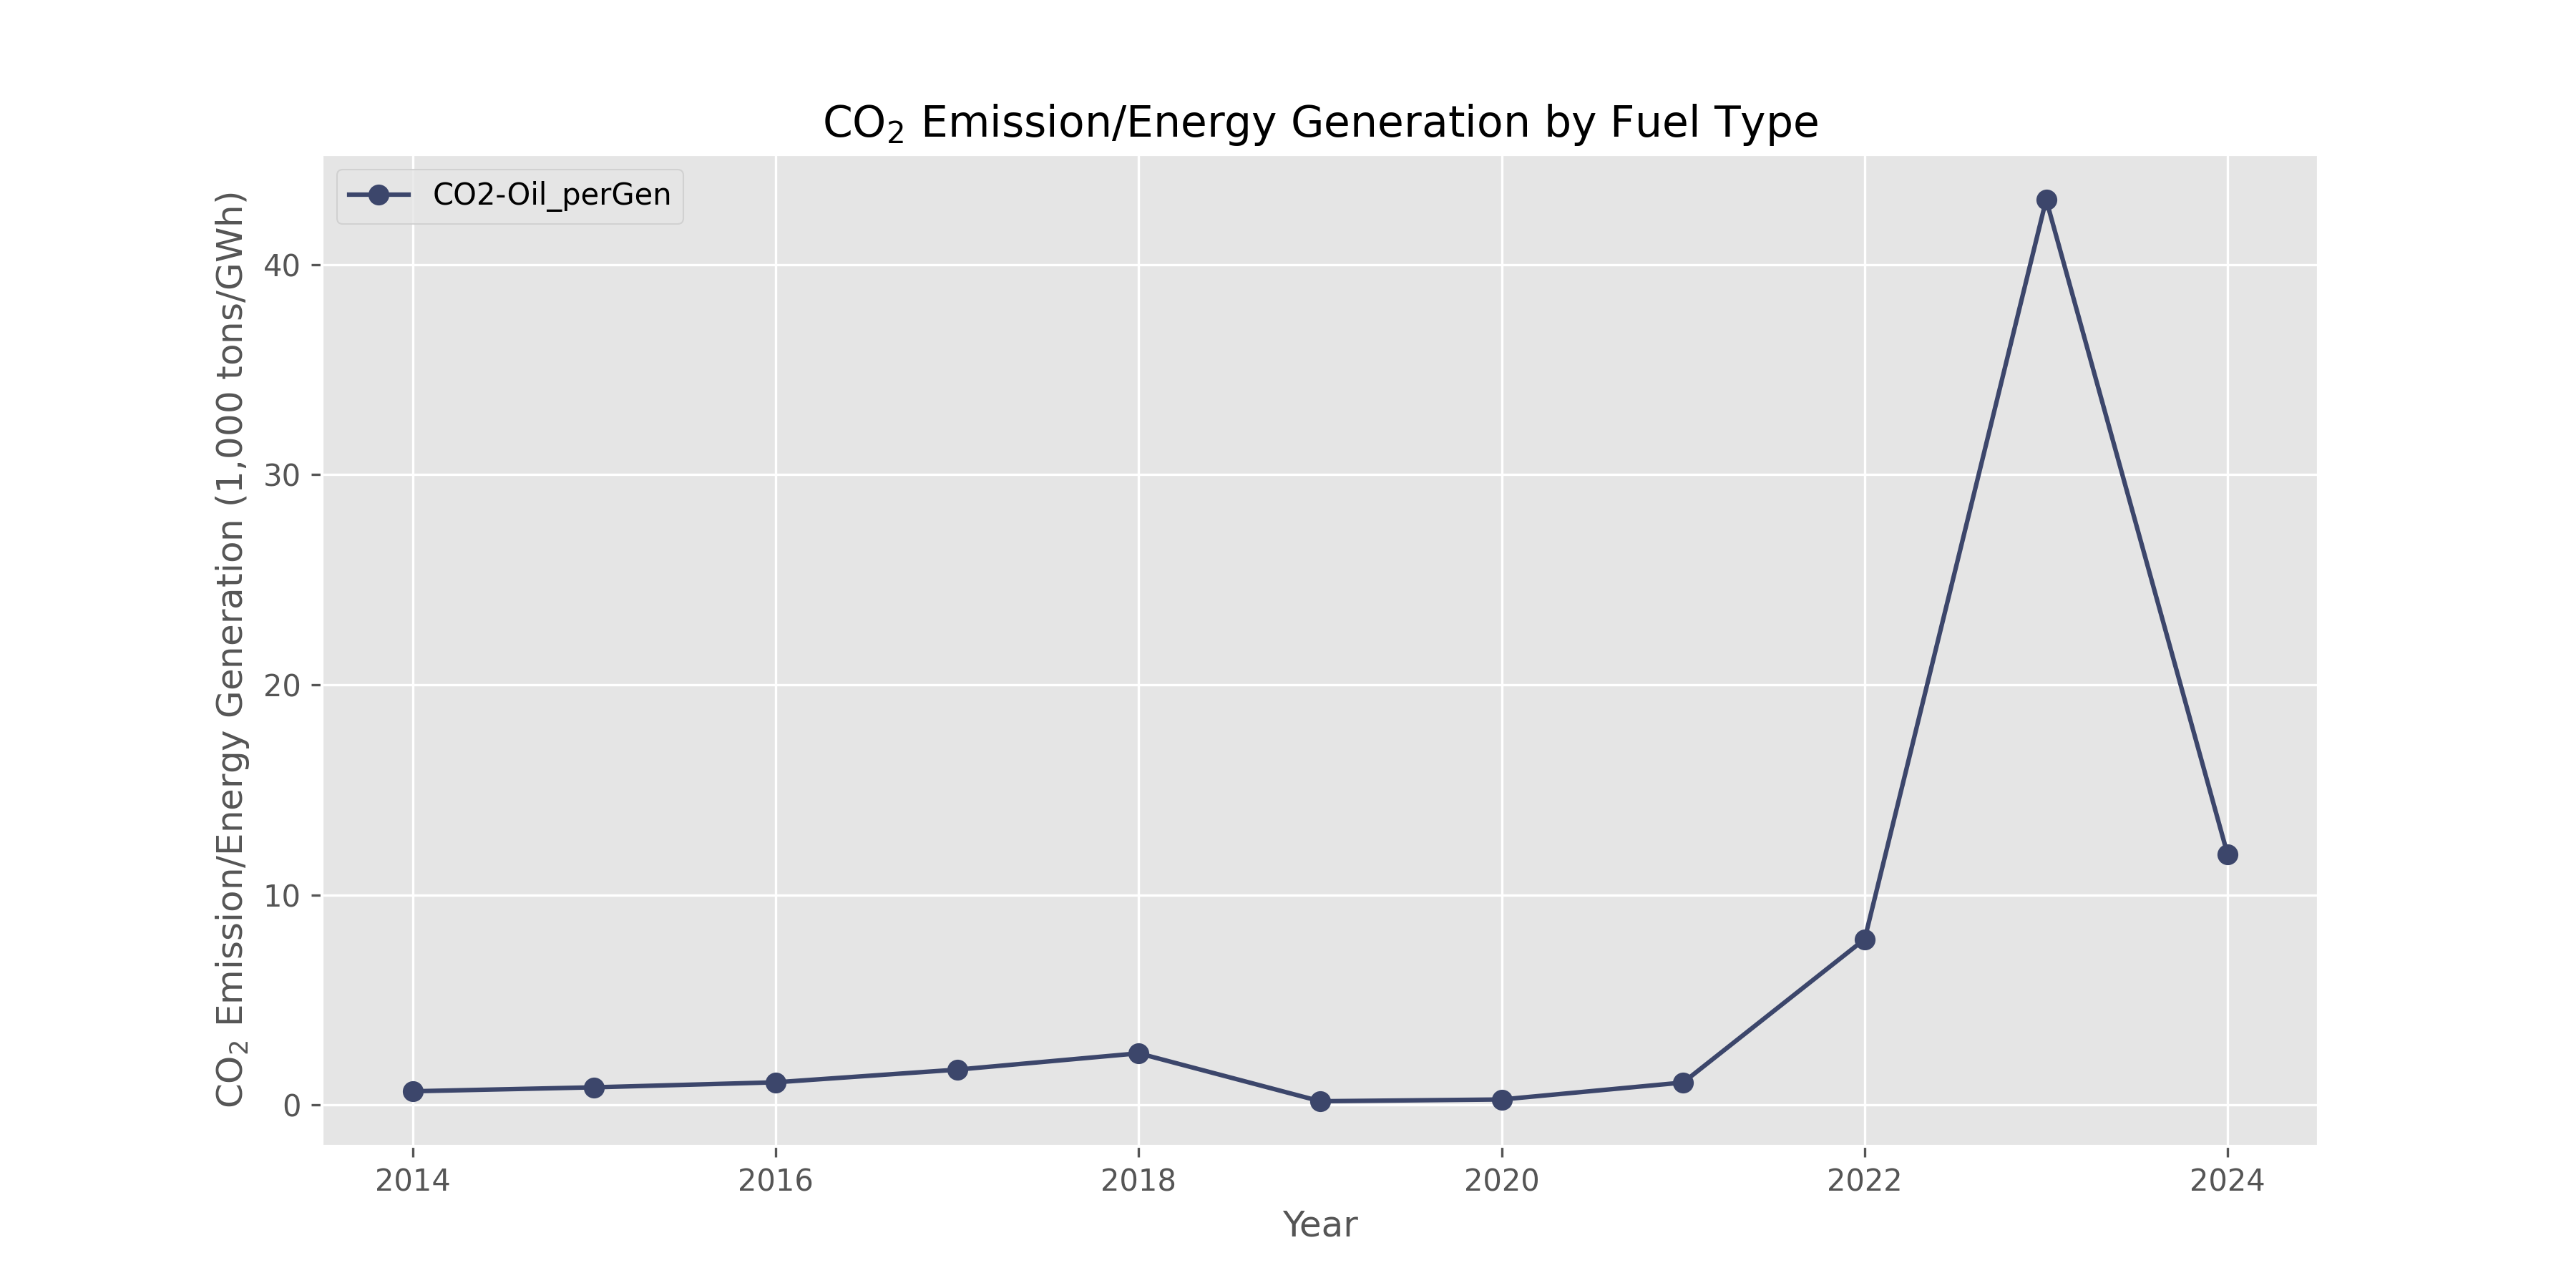 CO₂ Emission/Energy Generation by Fuel Type
CO2-Oil_perGen
CO₂ Emission/Energy Generation (1,000 tons/GWh)
40
30
20
10
0
2014 2016 2018 2020 2022 2024
Year